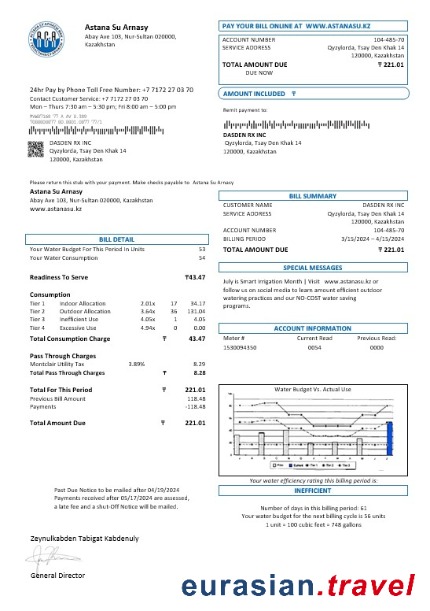 Astana Su Arnasy
Abay Ave 103, Nur-Sultan 020000,
Kazakhstan
PAY YOUR BILL ONLINE AT WWW.ASTANASU.KZ
ACCOUNT NUMBER 104-485-70
SERVICE ADDRESS Qyzylorda, Tsay Den Khak 14
120000, Kazakhstan
TOTAL AMOUNT DUE ₸ 221.01
DUE NOW
AMOUNT INCLUDED ₸
24hr Pay by Phone Toll Free Number: +7 7172 27 03 70
Contact Customer Service: +7 7172 27 03 70
Mon – Thurs 7:30 am – 5:30 pm; Fri 8:00 am – 5:00 pm
DASDEN RX INC
Qyzylorda, Tsay Den Khak 14
120000, Kazakhstan
Remit payment to:
DASDEN RX INC
Qyzylorda, Tsay Den Khak 14
120000, Kazakhstan
Please return this stub with your payment. Make checks payable to Astana Su Arnasy
Astana Su Arnasy
Abay Ave 103, Nur-Sultan 020000, Kazakhstan
www.astanasu.kz
BILL SUMMARY
CUSTOMER NAME DASDEN RX INC
SERVICE ADDRESS Qyzylorda, Tsay Den Khak 14
120000, Kazakhstan
ACCOUNT NUMBER 104-485-70
BILLING PERIOD 3/15/2024 – 4/15/2024
TOTAL AMOUNT DUE ₸ 221.01
BILL DETAIL
Your Water Budget For This Period in Units 53
Your Water Consumption 54
Readiness To Serve ₸43.47
Consumption
Tier 1 Indoor Allocation 2.01x 17 34.17
Tier 2 Outdoor Allocation 3.64x 36 131.04
Tier 3 Inefficient Use 4.05x 1 4.05
Tier 4 Excessive Use 4.94x 0 0.00
Total Consumption Charge ₸ 43.47
Pass Through Charges
Montclair Utility Tax 3.89% 8.29
Total Pass Through Charges ₸ 8.28
Total For This Period ₸ 221.01
Previous Bill Amount 118.48
Payments -118.48
Total Amount Due ₸ 221.01
SPECIAL MESSAGES
July is Smart Irrigation Month | Visit www.astanasu.kz or
follow us on social media to learn amount efficient outdoor
watering practices and our NO-COST water saving
programs.
ACCOUNT INFORMATION
Meter # Current Read Previous Read:
1530094350 0054 0000
Water Budget Vs. Actual Use
Your water efficiency rating this billing period is:
INEFFICIENT
Number of days in this billing period: 61
Your water budget for the next billing cycle is 56 units
1 unit = 100 cubic feet = 748 gallons
Past Due Notice to be mailed after 04/19/2024
Payments received after 05/17/2024 are assessed,
a late fee and a shut-Off Notice will be mailed.
Zeynulkabden Tabigat Kabdenuly
General Director
eurasian.travel